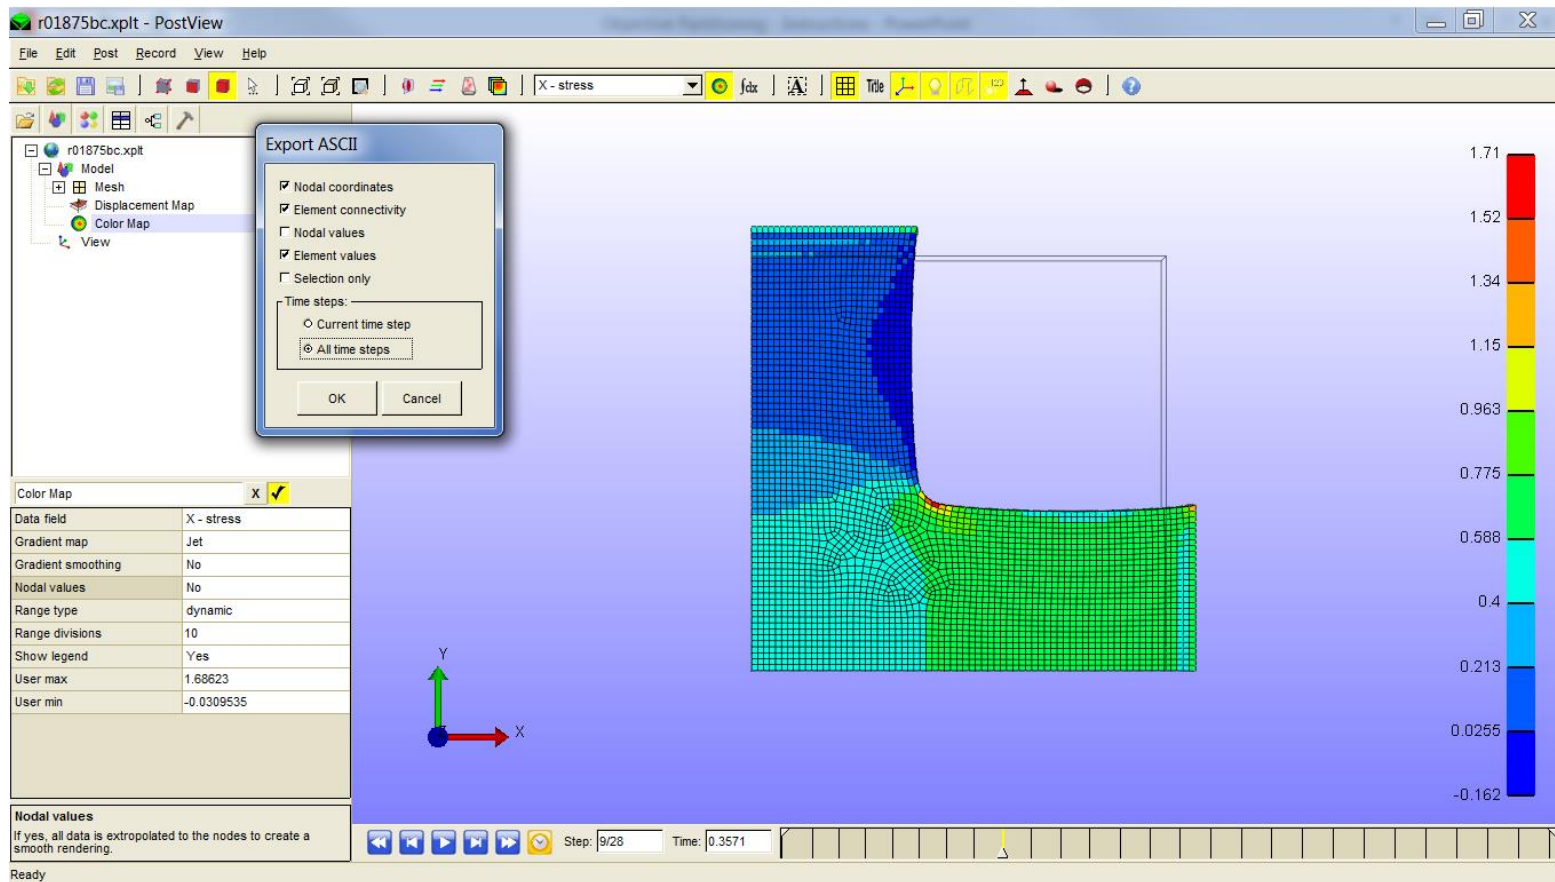 r01875bc.xplt - PostView
File Edit Post Record View Help
X - stress
∫dx
A
Title
123
r01875bc.xplt
Model
Mesh
Displacement Map
Color Map
View
Export ASCII
Nodal coordinates
Element connectivity
Nodal values
Element values
Selection only
Time steps:
Current time step
All time steps
OK Cancel
Color Map X
Data field X - stress
Gradient map Jet
Gradient smoothing No
Nodal values No
Range type dynamic
Range divisions 10
Show legend Yes
User max 1.68623
User min -0.0309535
Nodal values
If yes, all data is extropolated to the nodes to create a
smooth rendering.
Y
X
1.71
1.52
1.34
1.15
0.963
0.775
0.588
0.4
0.213
0.0255
-0.162
Step: 9/28 Time: 0.3571
Ready